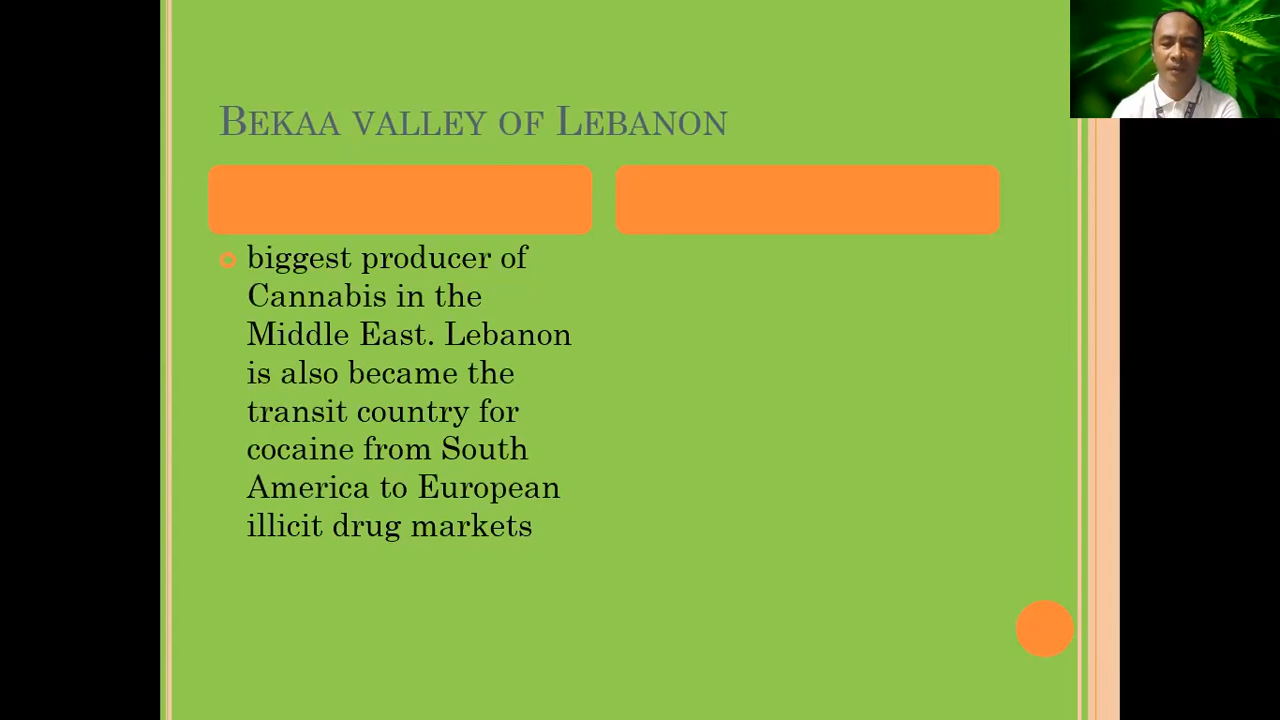 Bekaa valley of Lebanon
biggest producer of
Cannabis in the
Middle East. Lebanon
is also became the
transit country for
cocaine from South
America to European
illicit drug markets